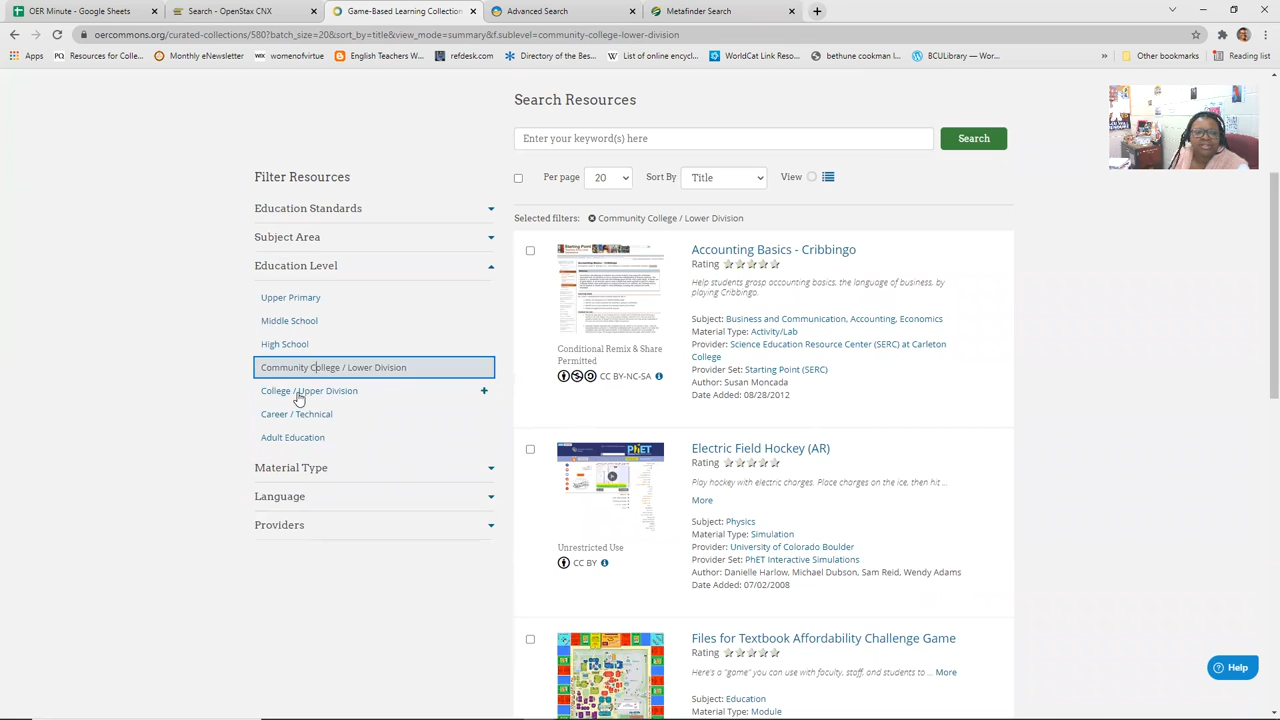 OER Minute - Google Sheets
Search - OpenStax CNX
Game-Based Learning Collection
Advanced Search
Metafinder Search
oercommons.org/curated-collections/580?batch_size=20&sort_by=title&view_mode=summary&f.sublevel=community-college-lower-division
Apps
Resources for Colle...
Monthly eNewsletter
womenofvirtue
English Teachers W...
refdesk.com
Directory of the Bes...
List of online encycl...
WorldCat Link Reso...
bethune cookman l...
BCULibrary - (Wor...
Other bookmarks
Reading list
Search Resources
Enter your keyword(s) here
Search
Filter Resources
Per page
20
Sort By
Title
View
Education Standards
Subject Area
Education Level
Upper Primary
Middle School
High School
Community College / Lower Division
College / Upper Division
Career / Technical
Adult Education
Material Type
Language
Providers
Selected filters: Community College / Lower Division
Accounting Basics - Cribbingo
Rating
Help students grasp accounting basics, the language of business, by
playing Cribbingo.
Subject: Business and Communication, Accounting, Economics
Material Type: Activity/Lab
Provider: Science Education Resource Center (SERC) at Carleton
College
Provider Set: Starting Point (SERC)
Author: Susan Moncada
Date Added: 08/28/2012
Conditional Remix & Share
Permitted
CC BY-NC-SA
Electric Field Hockey (AR)
Rating
Play hockey with electric charges. Place charges on the ice, then hit ...
More
Subject: Physics
Material Type: Simulation
Provider: University of Colorado Boulder
Provider Set: PhET Interactive Simulations
Author: Danielle Harlow, Michael Dubson, Sam Reid, Wendy Adams
Date Added: 07/02/2008
PhET
Unrestricted Use
CC BY
Files for Textbook Affordability Challenge Game
Rating
Here's a "game" you can use with faculty, staff, and students to ... More
Subject: Education
Material Type: Module
Help